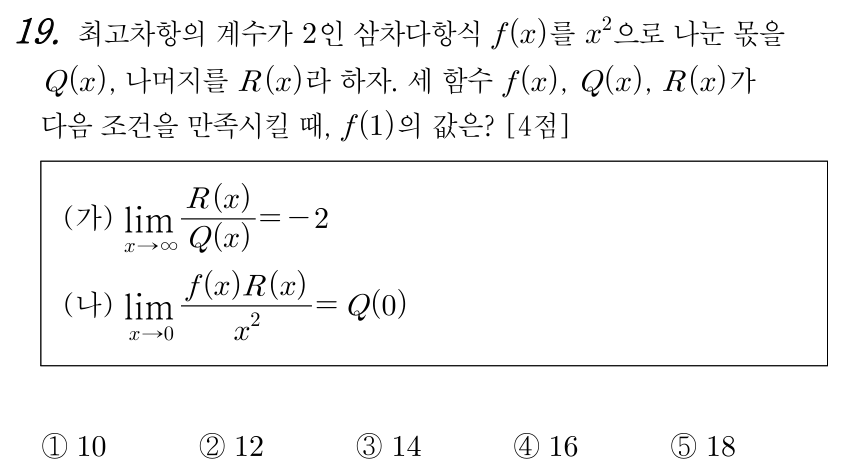 19. 최고차항의 계수가 2인 삼차다항식 f(x)를 x²으로 나눈 몫을
Q(x), 나머지를 R(x)라 하자. 세 함수 f(x), Q(x), R(x)가
다음 조건을 만족시킬 때, f(1)의 값은? [4점]
(가) lim_{x→∞} R(x)/Q(x) = -2
(나) lim_{x→0} f(x)R(x)/x² = Q(0)
① 10 ② 12 ③ 14 ④ 16 ⑤ 18